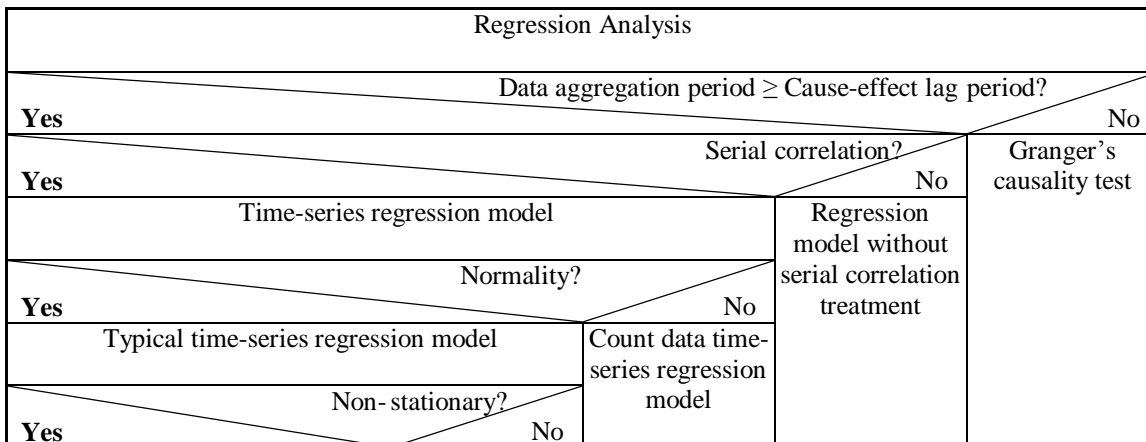 Regression Analysis
Data aggregation period ≥ Cause-effect lag period?
Yes
No
Serial correlation?
Yes
No
Granger’s
causality test
Time-series regression model
Regression
model without
serial correlation
treatment
Normality?
Yes
No
Typical time-series regression model
Count data time-
series regression
model
Non- stationary?
Yes
No